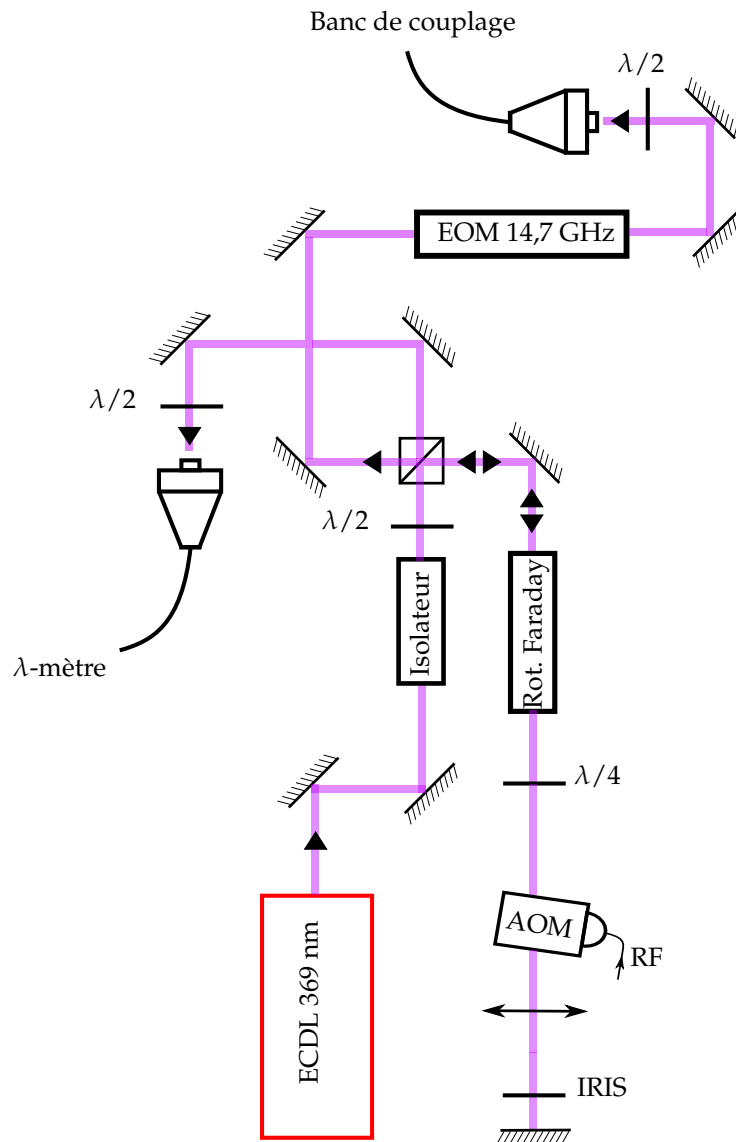 Banc de couplage
λ/2
EOM 14,7 GHz
λ/2
λ/2
Isolateur
Rot. Faraday
λ-mètre
λ/4
AOM
RF
ECDL 369 nm
IRIS